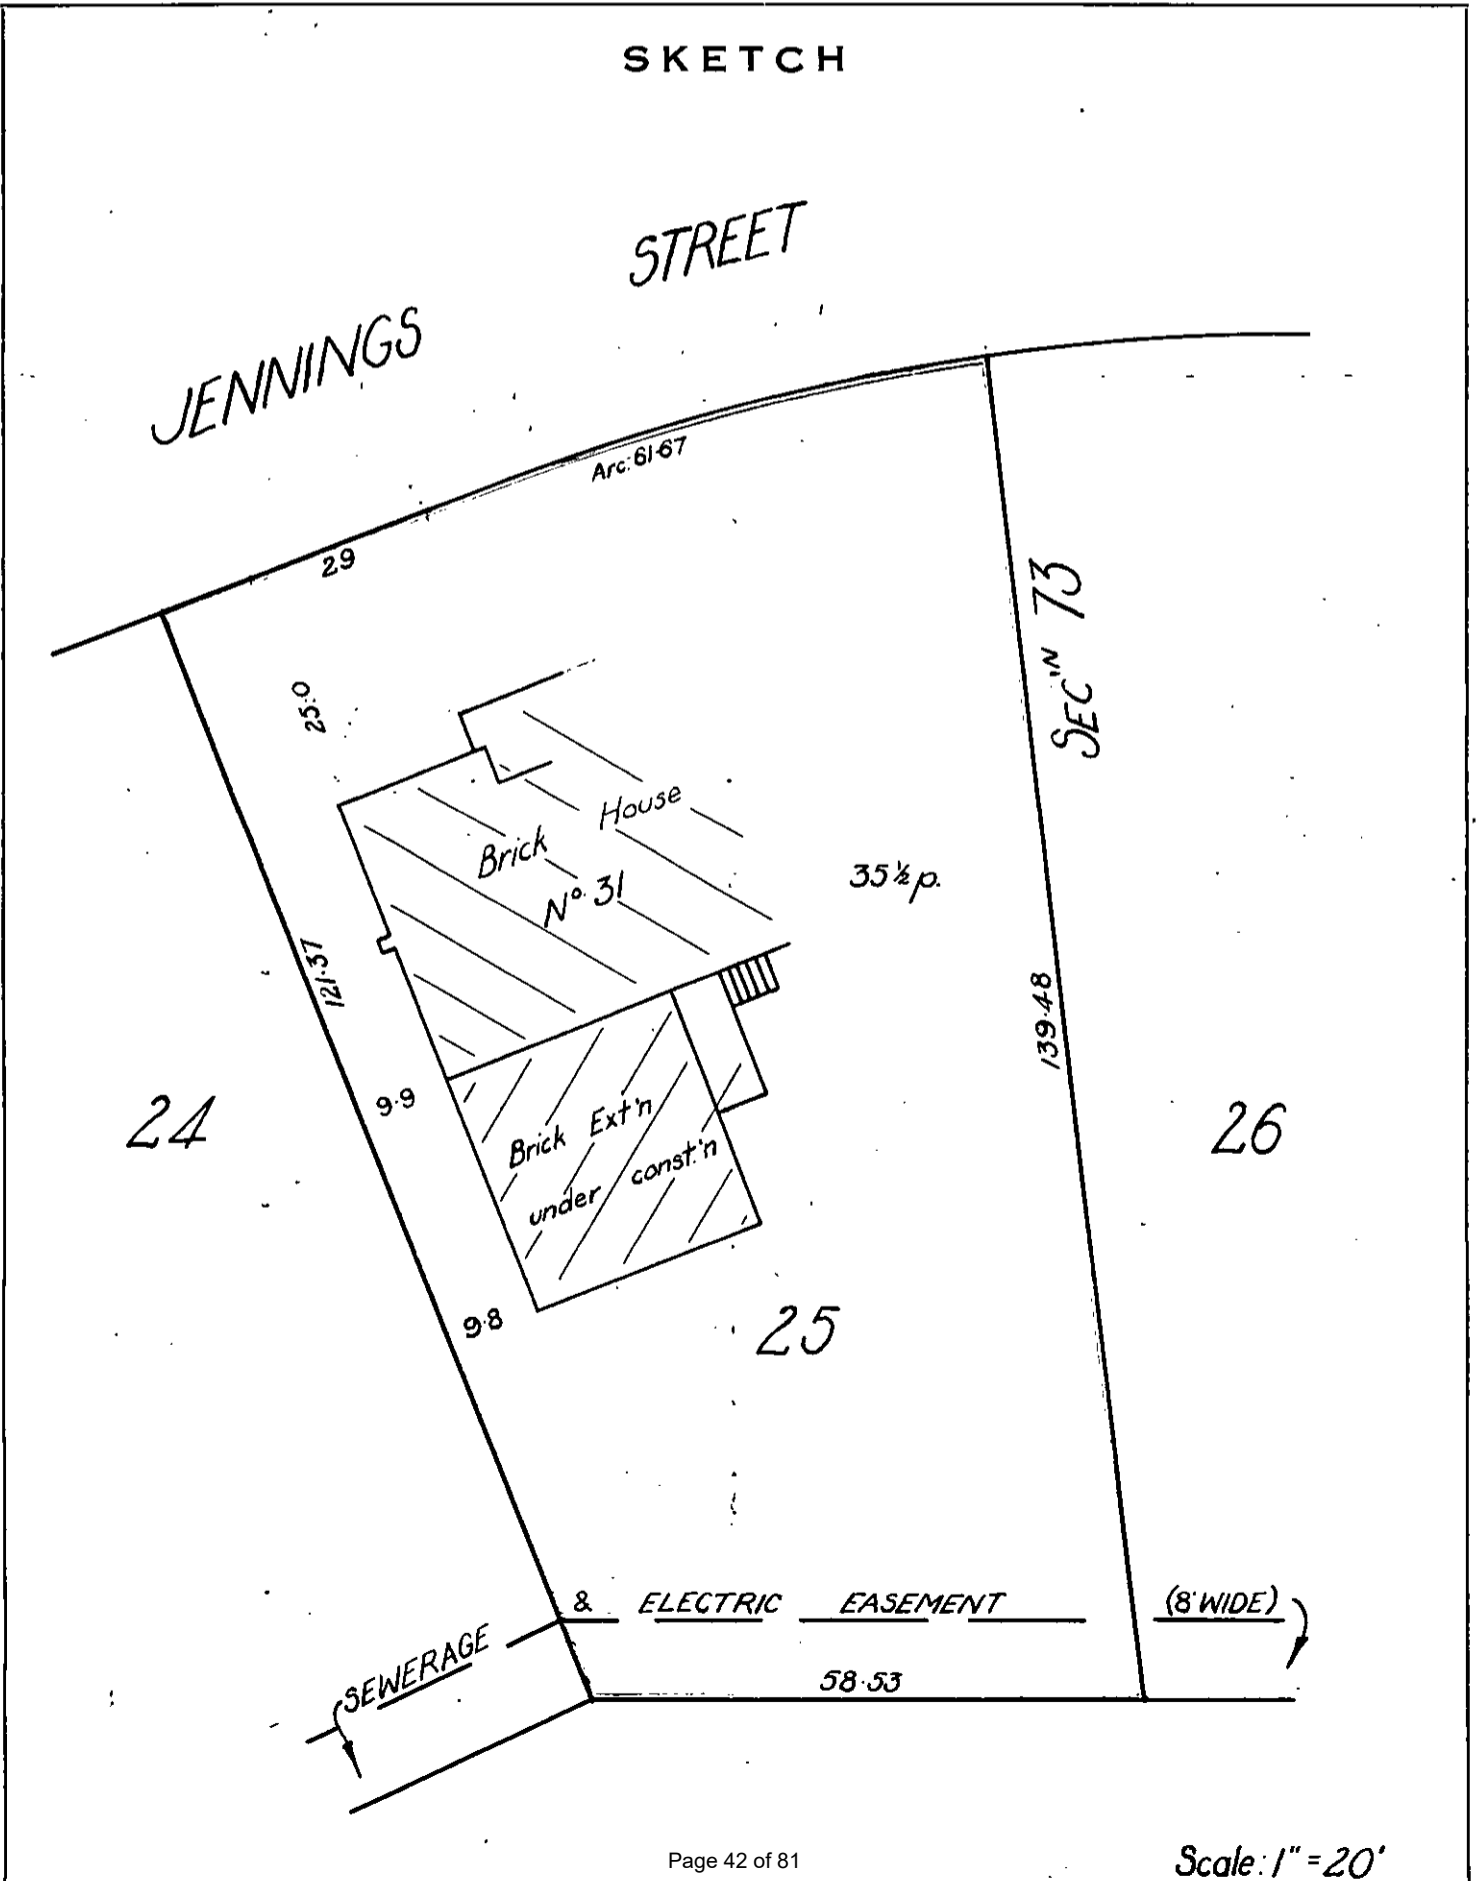 SKETCH
JENNINGS STREET
Arc: 61·67
29
25·0
SEC'N 73
Brick House
Nº 31
35½p.
121·37
139·48
9·9
24
26
Brick Ext'n
under const.'n
9·8
25
SEWERAGE & ELECTRIC EASEMENT (8' WIDE)
58·53
Page 42 of 81
Scale: 1" = 20'